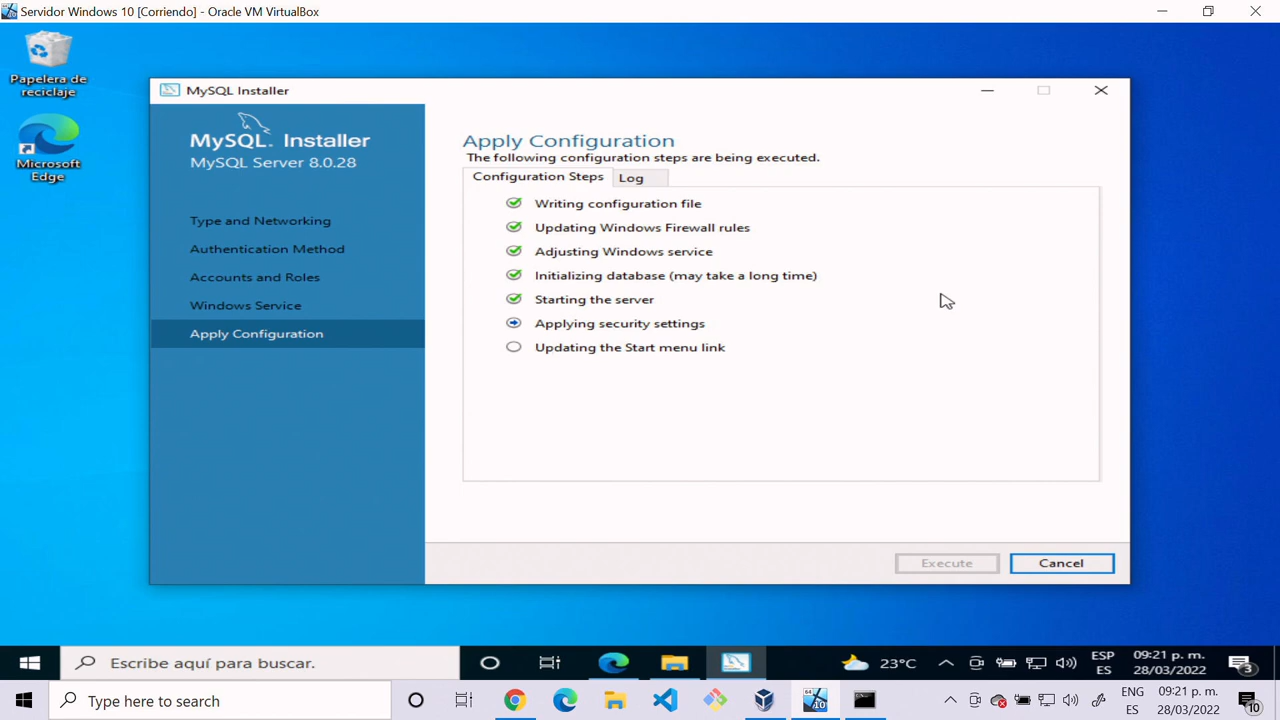 Servidor Windows 10 [Corriendo] - Oracle VM VirtualBox
Papelera de
reciclaje
Microsoft
Edge
MySQL Installer
MySQL. Installer
MySQL Server 8.0.28
Type and Networking
Authentication Method
Accounts and Roles
Windows Service
Apply Configuration
Apply Configuration
The following configuration steps are being executed.
Configuration Steps
Log
Writing configuration file
Updating Windows Firewall rules
Adjusting Windows service
Initializing database (may take a long time)
Starting the server
Applying security settings
Updating the Start menu link
Execute
Cancel
Escribe aquí para buscar.
23°C
ESP
ES
09:21 p. m.
28/03/2022
3
Type here to search
10
ENG
ES
09:21 p. m.
28/03/2022
10